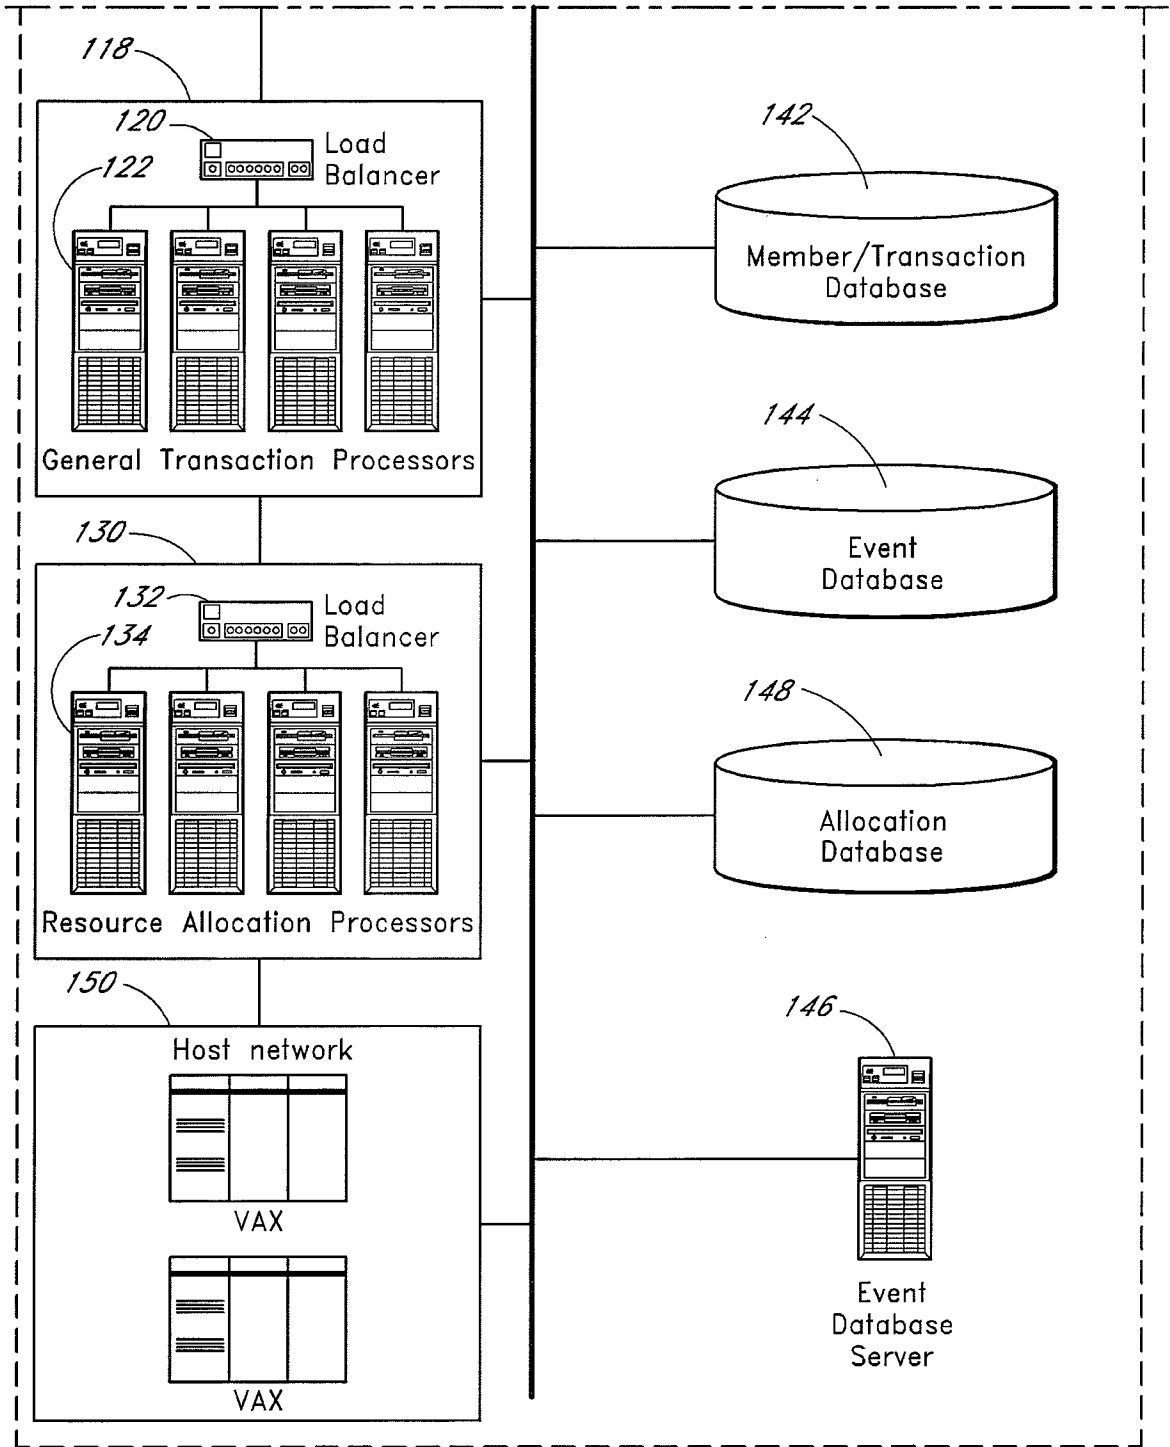 118
120
Load
Balancer
122
General Transaction Processors
130
132
Load
Balancer
134
Resource Allocation Processors
150
Host network
VAX
VAX
142
Member/Transaction
Database
144
Event
Database
148
Allocation
Database
146
Event
Database
Server